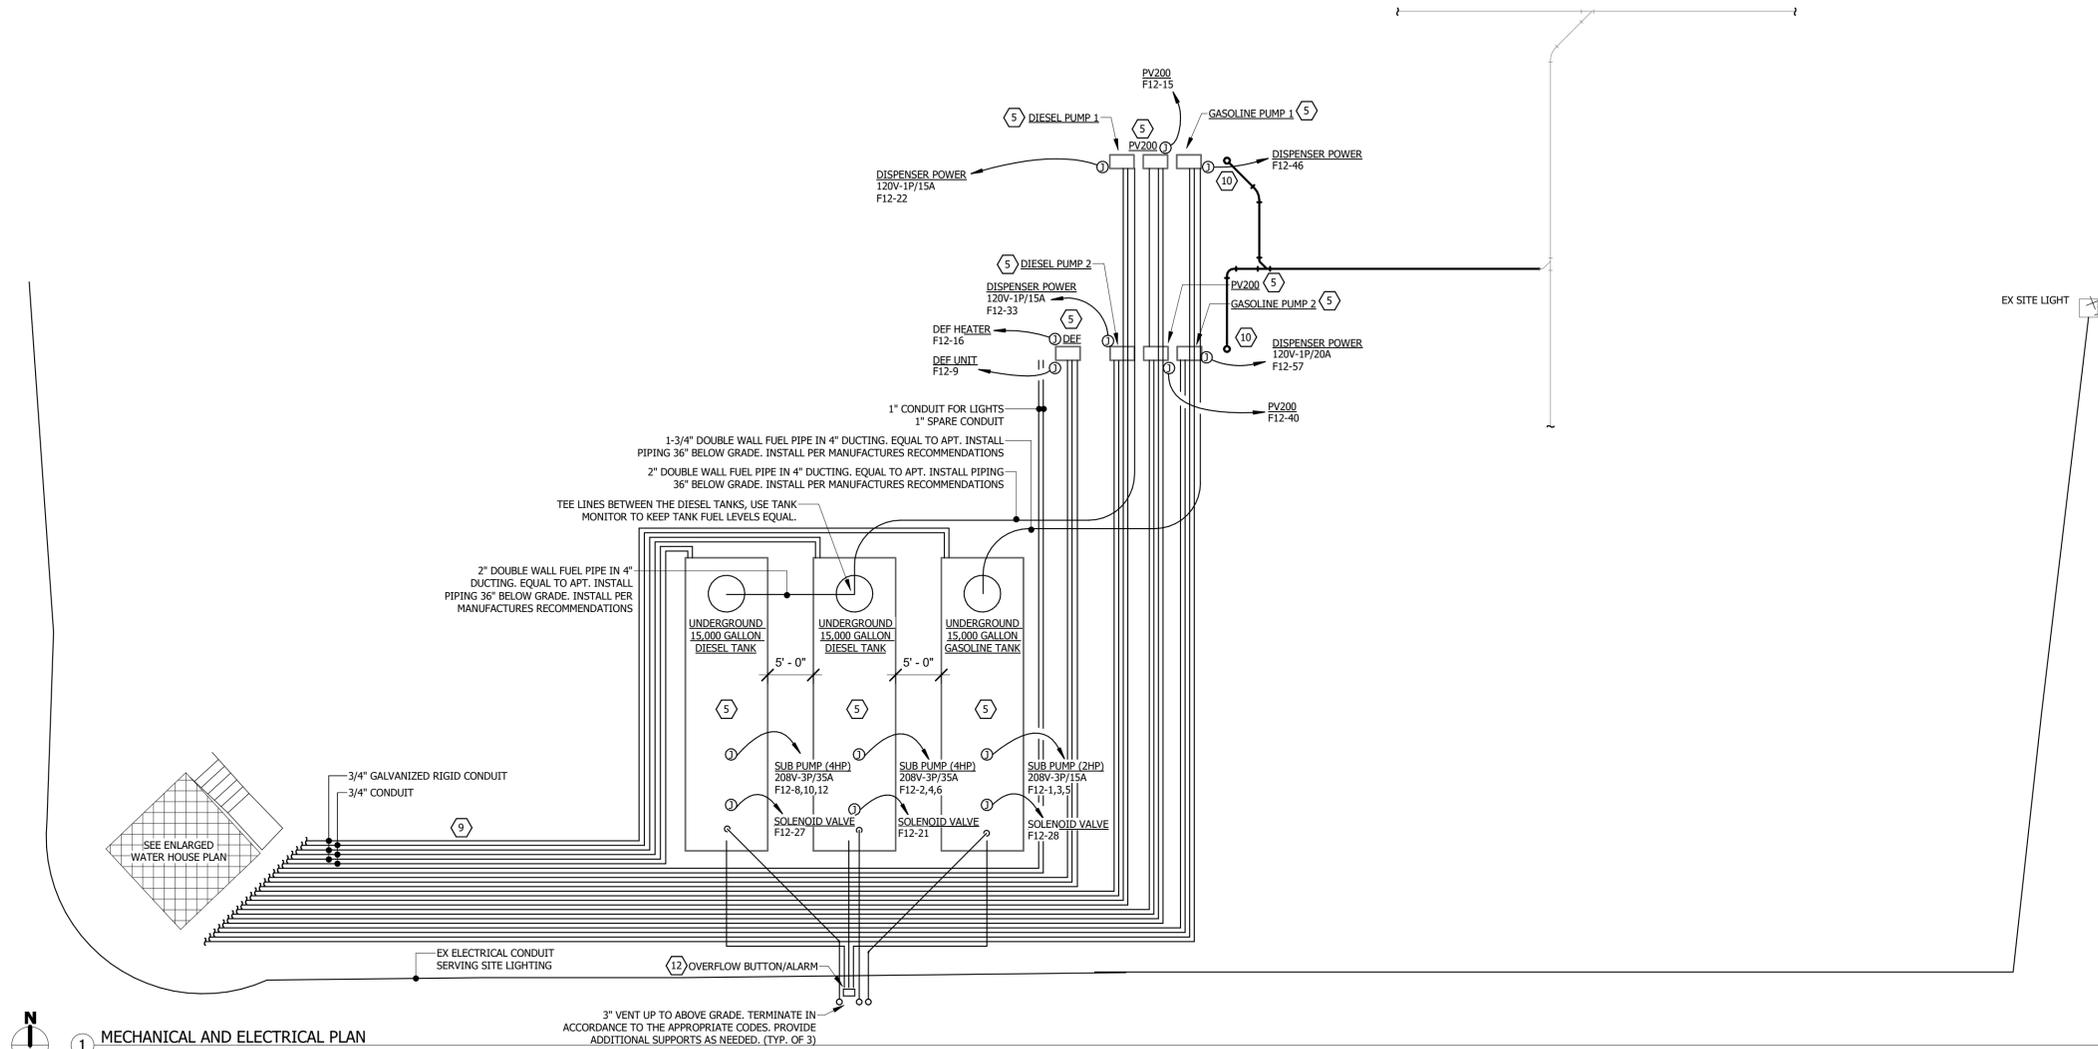 PV200
F12-15
5
DIESEL PUMP 1
5
PV200
J
GASOLINE PUMP 1
5
J
J
DISPENSER POWER
120V-1P/15A
F12-22
DISPENSER POWER
F12-46
10
5
DIESEL PUMP 2
DISPENSER POWER
120V-1P/15A
F12-33
PV200
5
GASOLINE PUMP 2
5
EX SITE LIGHT
5
DEF HEATER
F12-16
J
DEF
J
10
DEF UNIT
F12-9
J
J
J
DISPENSER POWER
120V-1P/20A
F12-57
PV200
F12-40
1" CONDUIT FOR LIGHTS
1" SPARE CONDUIT
1-3/4" DOUBLE WALL FUEL PIPE IN 4" DUCTING. EQUAL TO APT. INSTALL
PIPING 36" BELOW GRADE. INSTALL PER MANUFACTURES RECOMMENDATIONS
2" DOUBLE WALL FUEL PIPE IN 4" DUCTING. EQUAL TO APT. INSTALL PIPING
36" BELOW GRADE. INSTALL PER MANUFACTURES RECOMMENDATIONS
TEE LINES BETWEEN THE DIESEL TANKS, USE TANK
MONITOR TO KEEP TANK FUEL LEVELS EQUAL.
2" DOUBLE WALL FUEL PIPE IN 4"
DUCTING. EQUAL TO APT. INSTALL
PIPING 36" BELOW GRADE. INSTALL PER
MANUFACTURES RECOMMENDATIONS
UNDERGROUND
15,000 GALLON
DIESEL TANK
UNDERGROUND
15,000 GALLON
DIESEL TANK
UNDERGROUND
15,000 GALLON
GASOLINE TANK
5' - 0"
5' - 0"
5
5
5
J
J
J
SUB PUMP (4HP)
208V-3P/35A
F12-8,10,12
SUB PUMP (4HP)
208V-3P/35A
F12-2,4,6
SUB PUMP (2HP)
208V-3P/15A
F12-1,3,5
J
J
J
SOLENOID VALVE
F12-27
SOLENOID VALVE
F12-21
SOLENOID VALVE
F12-28
3/4" GALVANIZED RIGID CONDUIT
3/4" CONDUIT
9
SEE ENLARGED
WATER HOUSE PLAN
EX ELECTRICAL CONDUIT
SERVING SITE LIGHTING
12
OVERFLOW BUTTON/ALARM
3" VENT UP TO ABOVE GRADE. TERMINATE IN
ACCORDANCE TO THE APPROPRIATE CODES. PROVIDE
ADDITIONAL SUPPORTS AS NEEDED. (TYP. OF 3)
N
1
MECHANICAL AND ELECTRICAL PLAN